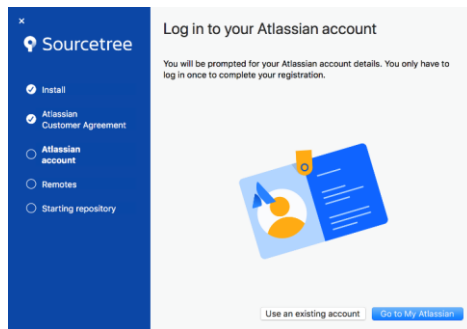 ×
Sourcetree
Install
Atlassian
Customer Agreement
Atlassian
account
Remotes
Starting repository
Log in to your Atlassian account
You will be prompted for your Atlassian account details. You only have to
log in once to complete your registration.
Use an existing account
Go to My Atlassian